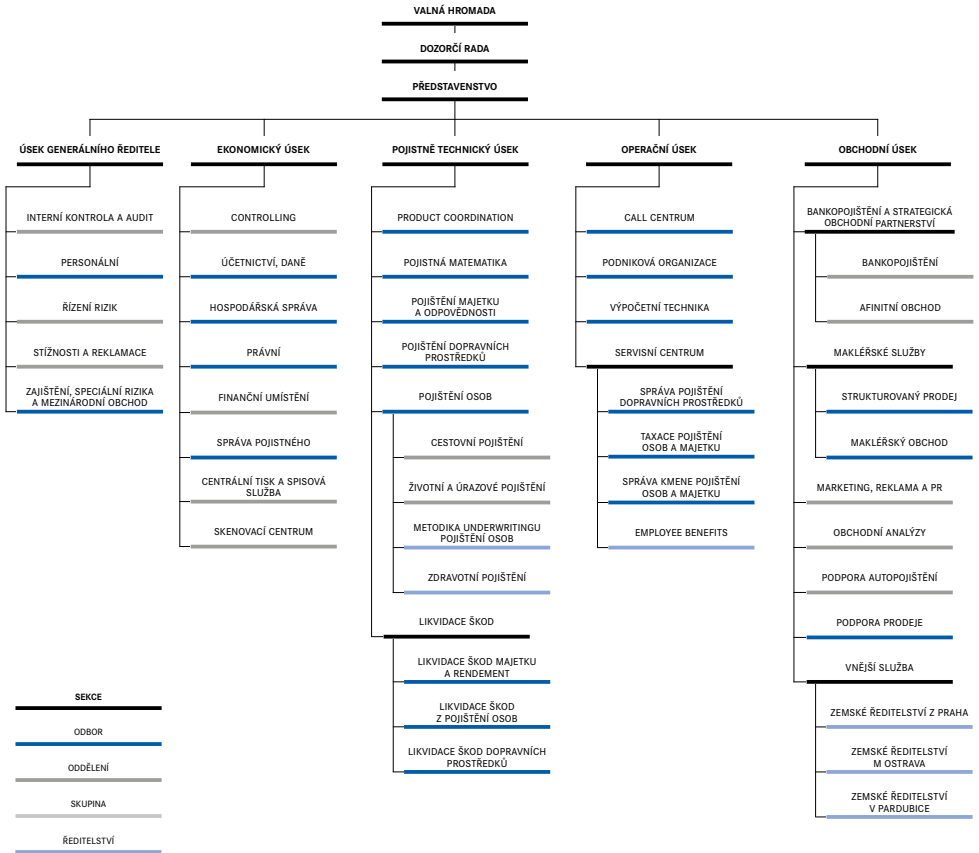 VALNÁ HROMADA
DOZORČÍ RADA
PŘEDSTAVENSTVO
ÚSEK GENERÁLNÍHO ŘEDITELE
INTERNÍ KONTROLA A AUDIT
PERSONÁLNÍ
ŘÍZENÍ RIZIK
STÍŽNOSTI A REKLAMACE
ZAJIŠTĚNÍ, SPECIÁLNÍ RIZIKA
A MEZINÁRODNÍ OBCHOD
EKONOMICKÝ ÚSEK
CONTROLLING
ÚČETNICTVÍ, DANĚ
HOSPODÁŘSKÁ SPRÁVA
PRÁVNÍ
FINANČNÍ UMÍSTĚNÍ
SPRÁVA POJISTNÉHO
CENTRÁLNÍ TISK A SPISOVÁ
SLUŽBA
SKENOVACÍ CENTRUM
POJISTNĚ TECHNICKÝ ÚSEK
PRODUCT COORDINATION
POJISTNÁ MATEMATIKA
POJIŠTĚNÍ MAJETKU
A ODPOVĚDNOSTI
POJIŠTĚNÍ DOPRAVNÍCH
PROSTŘEDKŮ
POJIŠTĚNÍ OSOB
CESTOVNÍ POJIŠTĚNÍ
ŽIVOTNÍ A ÚRAZOVÉ POJIŠTĚNÍ
METODIKA UNDERWRITINGU
POJIŠTĚNÍ OSOB
ZDRAVOTNÍ POJIŠTĚNÍ
LIKVIDACE ŠKOD
LIKVIDACE ŠKOD MAJETKU
A RENDEMENT
LIKVIDACE ŠKOD
Z POJIŠTĚNÍ OSOB
LIKVIDACE ŠKOD DOPRAVNÍCH
PROSTŘEDKŮ
OPERAČNÍ ÚSEK
CALL CENTRUM
PODNIKOVÁ ORGANIZACE
VÝPOČETNÍ TECHNIKA
SERVISNÍ CENTRUM
SPRÁVA POJIŠTĚNÍ
DOPRAVNÍCH PROSTŘEDKŮ
TAXACE POJIŠTĚNÍ
OSOB A MAJETKU
SPRÁVA KMENE POJIŠTĚNÍ
OSOB A MAJETKU
EMPLOYEE BENEFITS
OBCHODNÍ ÚSEK
BANKOPOJIŠTĚNÍ A STRATEGICKÁ
OBCHODNÍ PARTNERSTVÍ
BANKOPOJIŠTĚNÍ
AFINITNÍ OBCHOD
MAKLÉŘSKÉ SLUŽBY
STRUKTUROVANÝ PRODEJ
MAKLÉŘSKÝ OBCHOD
MARKETING, REKLAMA A PR
OBCHODNÍ ANALÝZY
PODPORA AUTOPOJIŠTĚNÍ
PODPORA PRODEJE
VNĚJŠÍ SLUŽBA
ZEMSKÉ ŘEDITELSTVÍ Z PRAHA
ZEMSKÉ ŘEDITELSTVÍ
M OSTRAVA
ZEMSKÉ ŘEDITELSTVÍ
V PARDUBICE
SEKCE
ODBOR
ODDĚLENÍ
SKUPINA
ŘEDITELSTVÍ